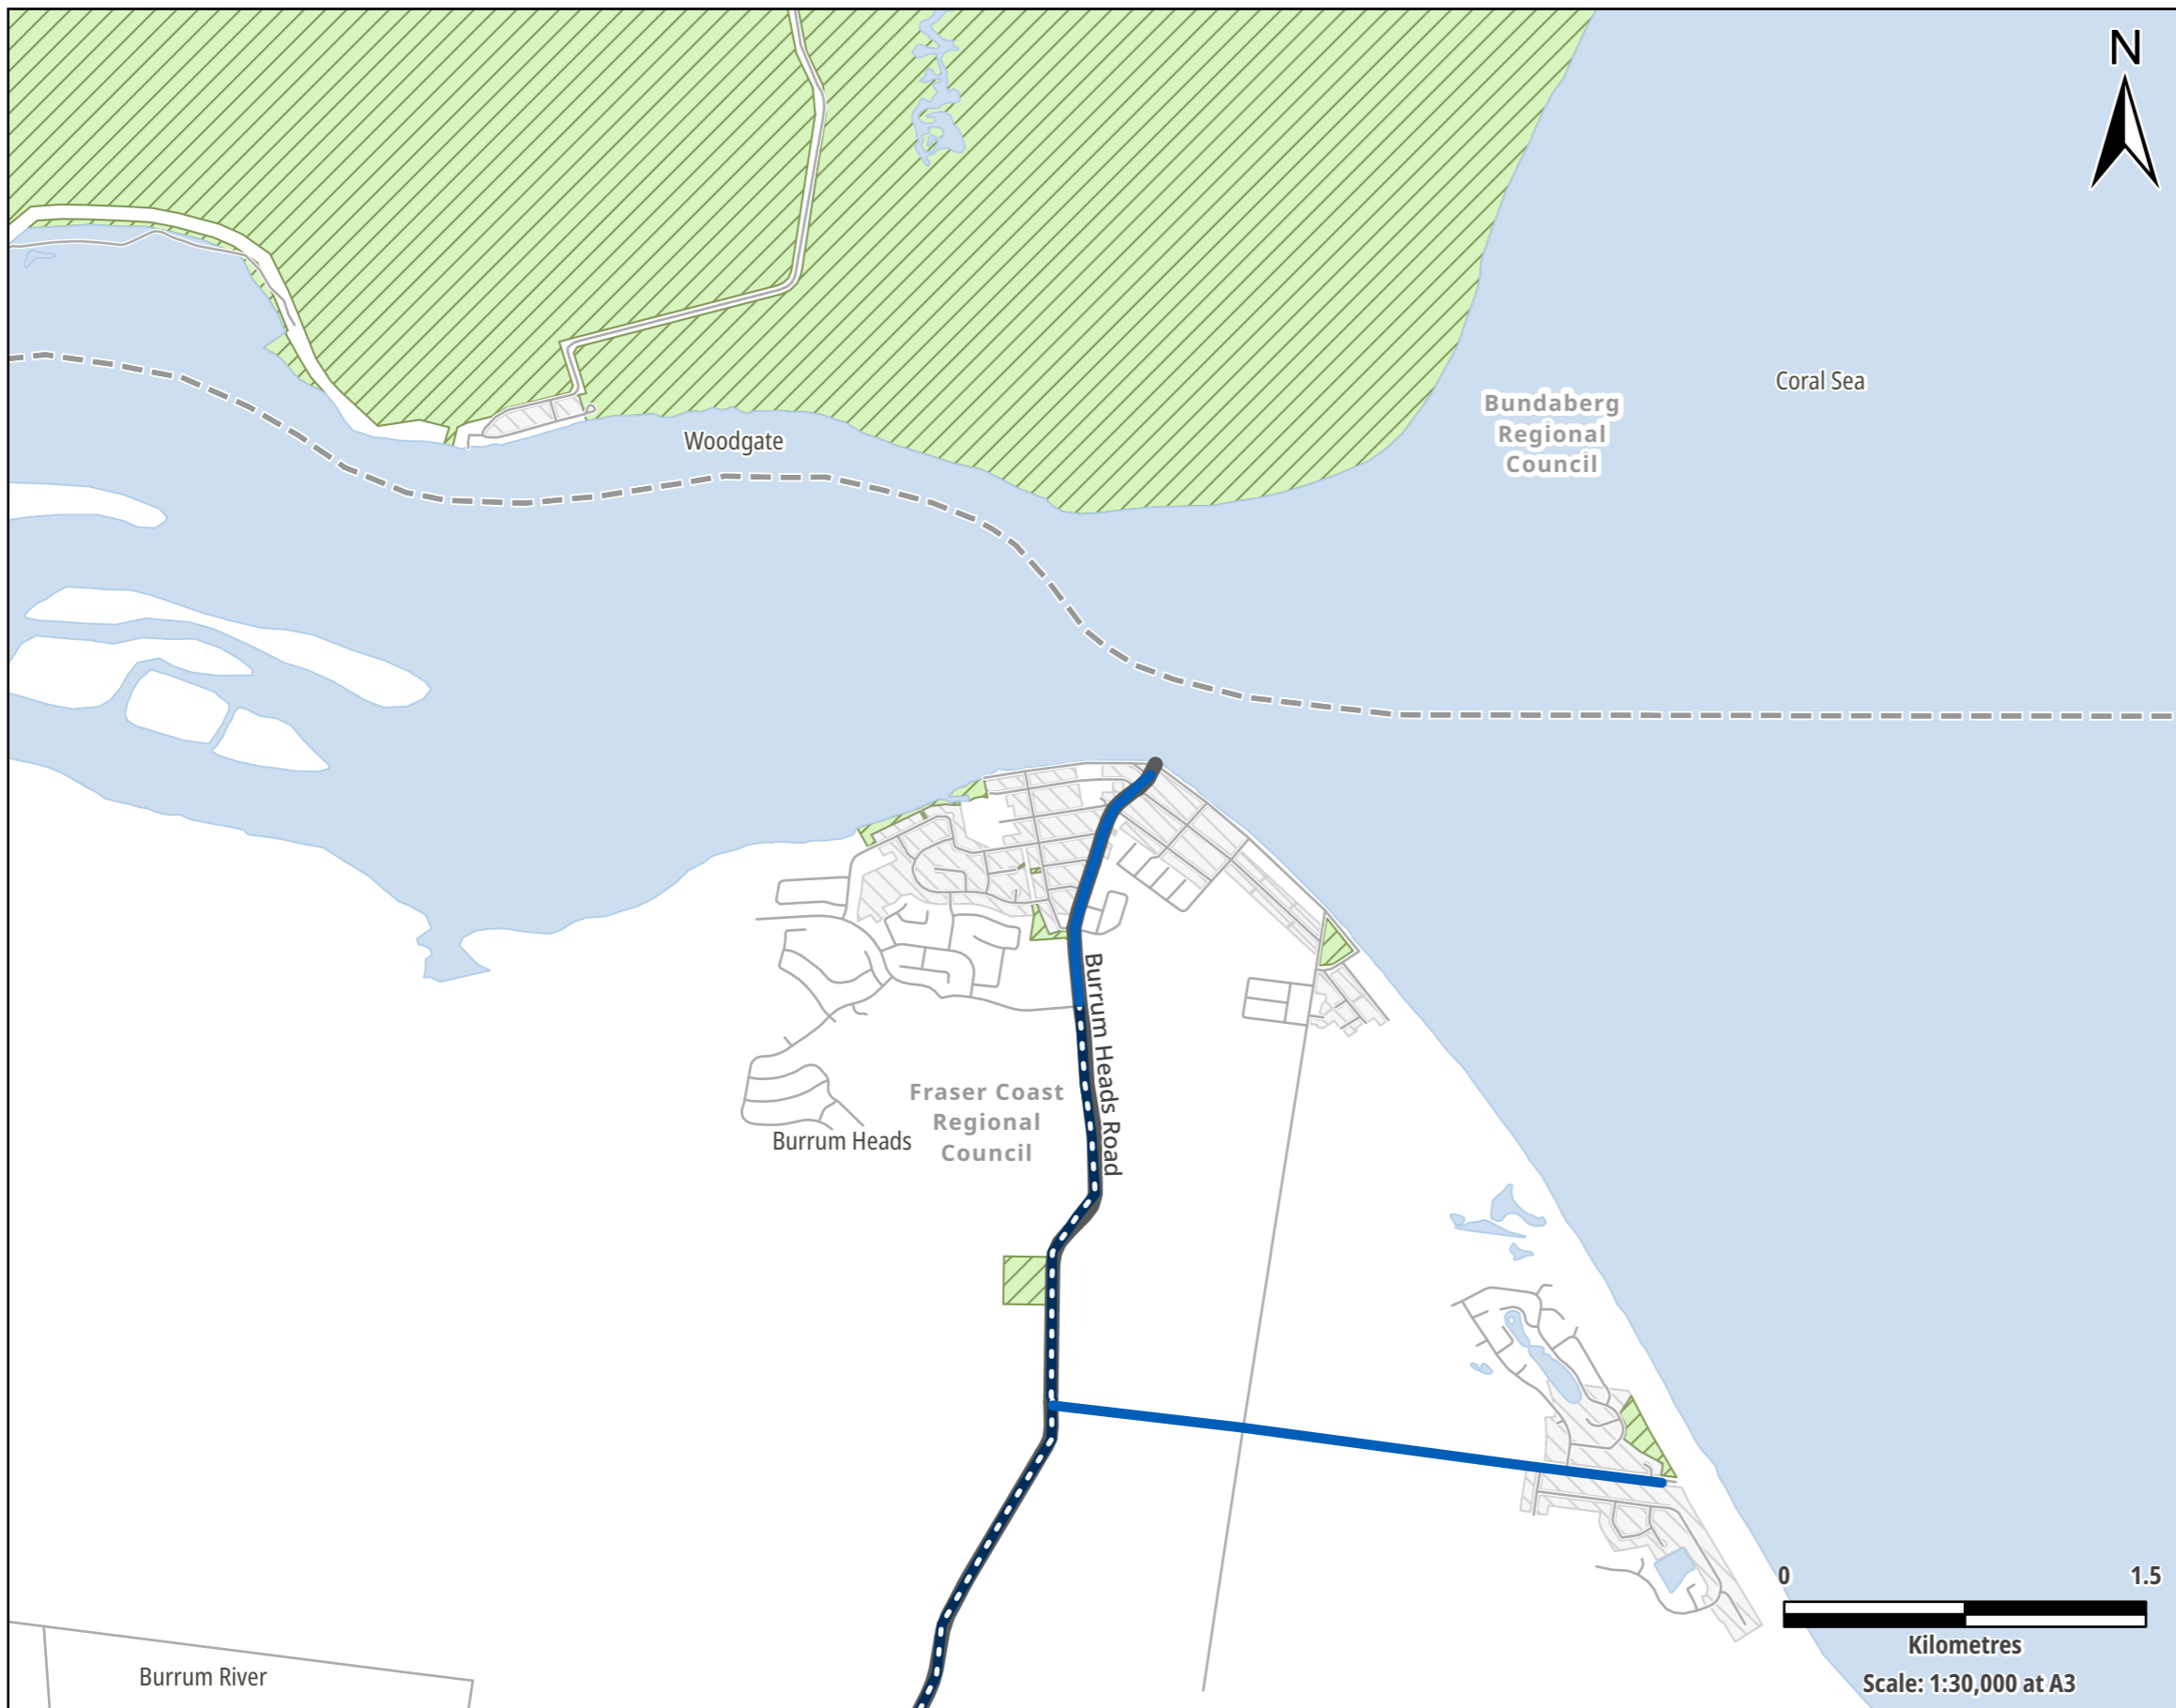 N
Coral Sea
Bundaberg
Regional
Council
Woodgate
Burrum Heads Road
Fraser Coast
Regional
Council
Burrum Heads
0 1.5
Kilometres
Scale: 1:30,000 at A3
Burrum River